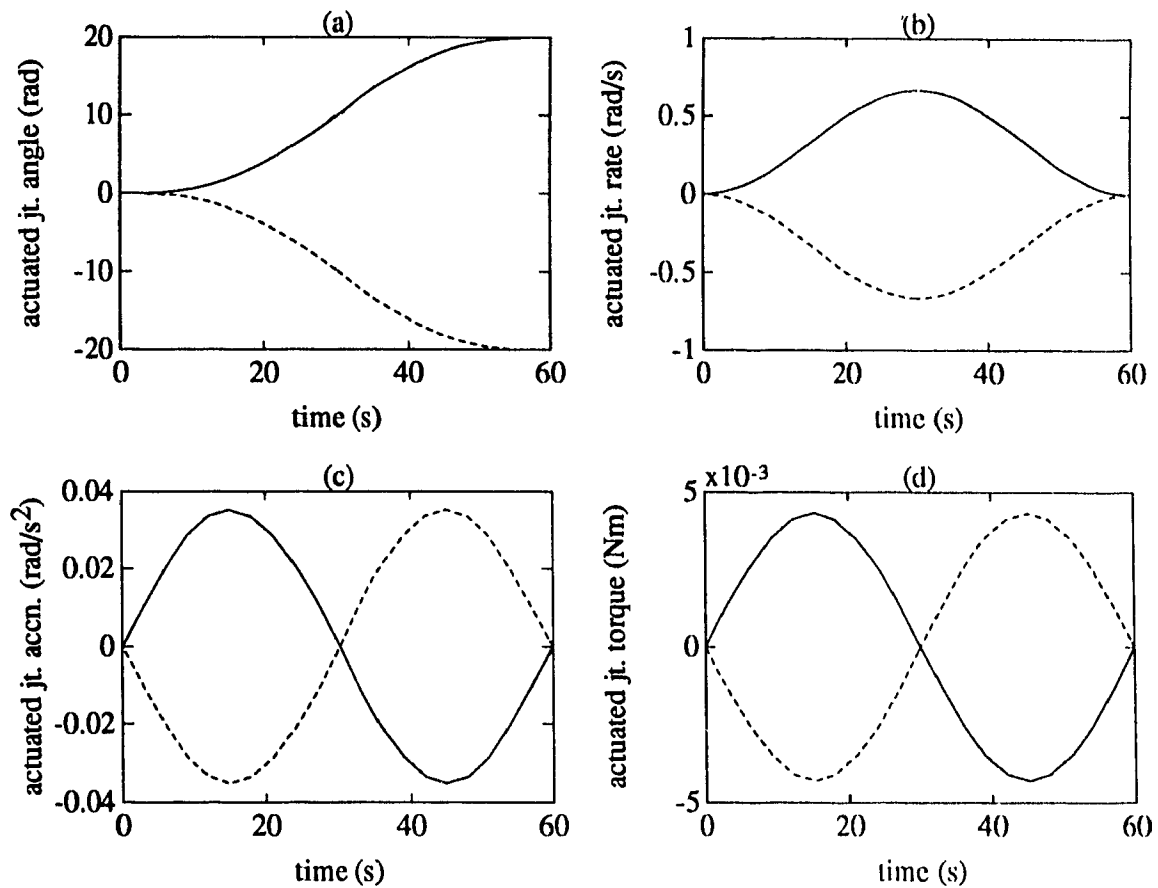 (a)
actuated jt. angle (rad)
20
10
0
-10
-20
0 20 40 60
time (s)
(b)
actuated jt. rate (rad/s)
1
0.5
0
-0.5
-1
0 20 40 60
time (s)
(c)
actuated jt. accn. (rad/s²)
0.04
0.02
0
-0.02
-0.04
0 20 40 60
time (s)
x10⁻³ (d)
actuated jt. torque (Nm)
5
0
-5
0 20 40 60
time (s)